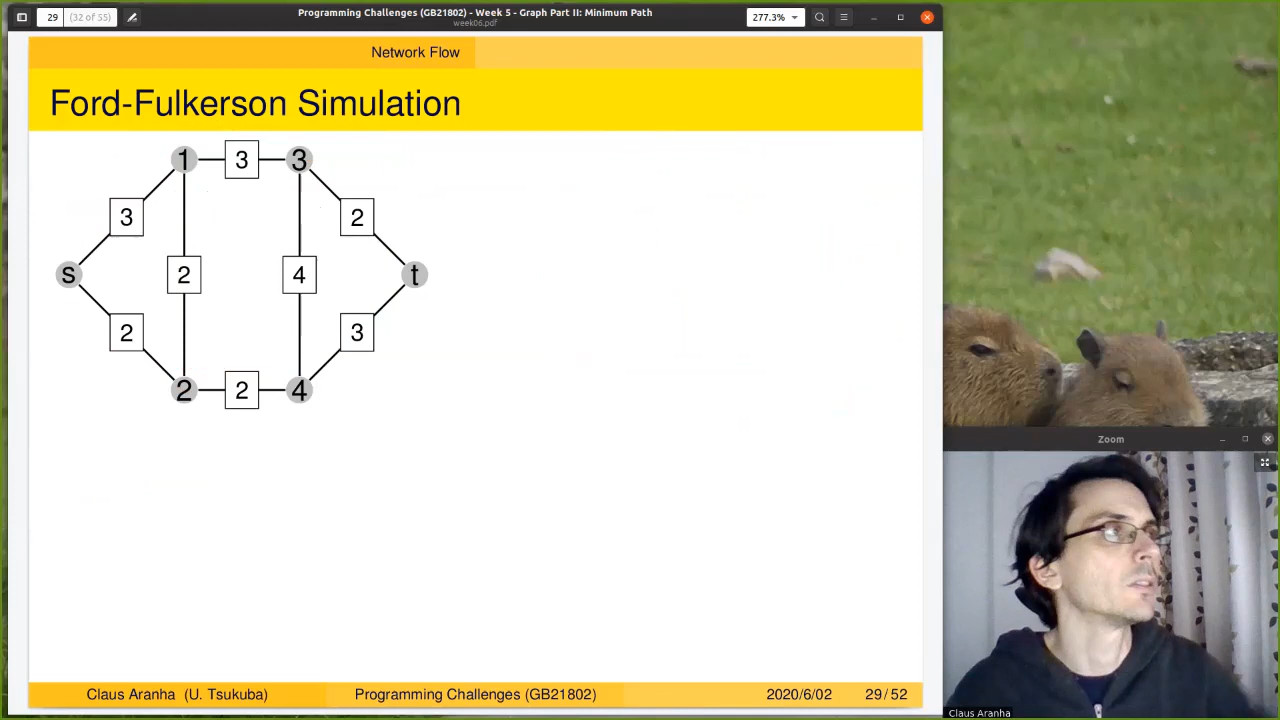 29 (32 of 55)
Programming Challenges (GB21802) - Week 5 - Graph Part II: Minimum Path
week06.pdf
277.3%
Network Flow
Ford-Fulkerson Simulation
1 3 3
3 2
s 2 4 t
2 3
2 2 4
Zoom
Claus Aranha
Claus Aranha (U. Tsukuba) Programming Challenges (GB21802) 2020/6/02 29 / 52